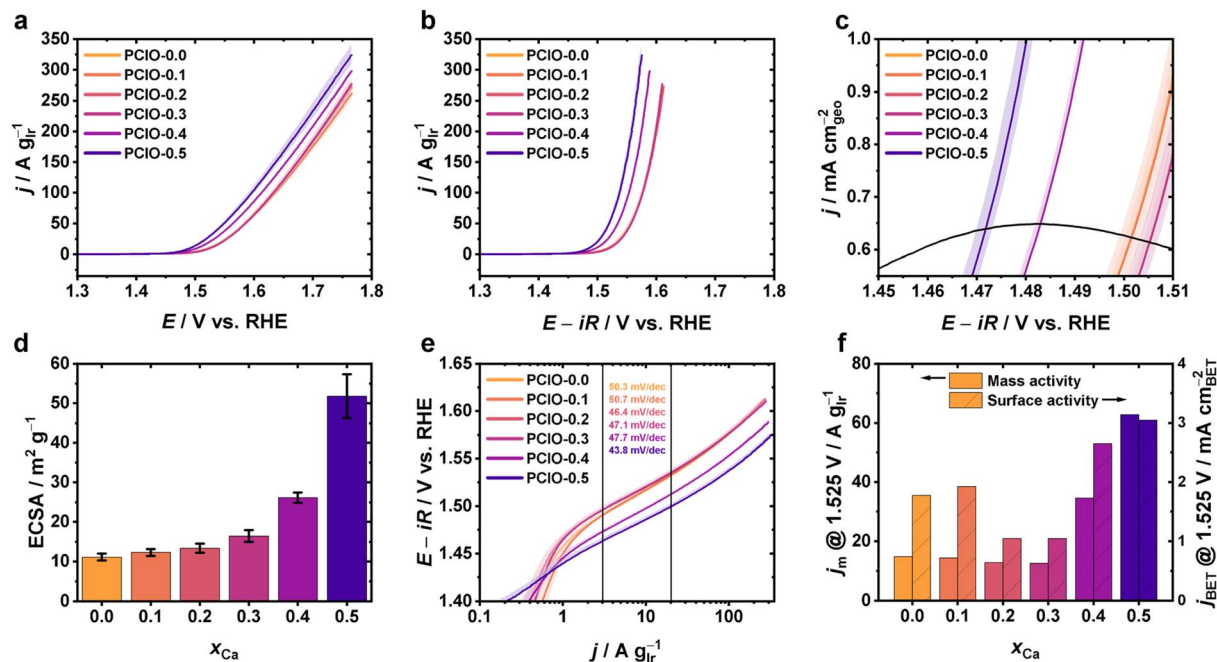 a
j / A g_Ir^−1
350
300
250
200
150
100
50
0
PCIO-0.0
PCIO-0.1
PCIO-0.2
PCIO-0.3
PCIO-0.4
PCIO-0.5
1.3 1.4 1.5 1.6 1.7 1.8
E / V vs. RHE
b
j / A g_Ir^−1
350
300
250
200
150
100
50
0
PCIO-0.0
PCIO-0.1
PCIO-0.2
PCIO-0.3
PCIO-0.4
PCIO-0.5
1.3 1.4 1.5 1.6 1.7 1.8
E − iR / V vs. RHE
c
j / mA cm_geo^−2
1.0
0.9
0.8
0.7
0.6
PCIO-0.0
PCIO-0.1
PCIO-0.2
PCIO-0.3
PCIO-0.4
PCIO-0.5
1.45 1.46 1.47 1.48 1.49 1.50 1.51
E − iR / V vs. RHE
d
ECSA / m² g^−1
60
50
40
30
20
10
0
0.0 0.1 0.2 0.3 0.4 0.5
x_Ca
e
E − iR / V vs. RHE
1.65
1.60
1.55
1.50
1.45
1.40
PCIO-0.0
PCIO-0.1
PCIO-0.2
PCIO-0.3
PCIO-0.4
PCIO-0.5
50.3 mV/dec
50.7 mV/dec
46.4 mV/dec
47.1 mV/dec
47.7 mV/dec
43.8 mV/dec
0.1 1 10 100
j / A g_Ir^−1
f
j_m @ 1.525 V / A g_Ir^−1
80
60
40
20
0
Mass activity
Surface activity
4
3
2
1
0
j_BET @ 1.525 V / mA cm_BET^−2
0.0 0.1 0.2 0.3 0.4 0.5
x_Ca